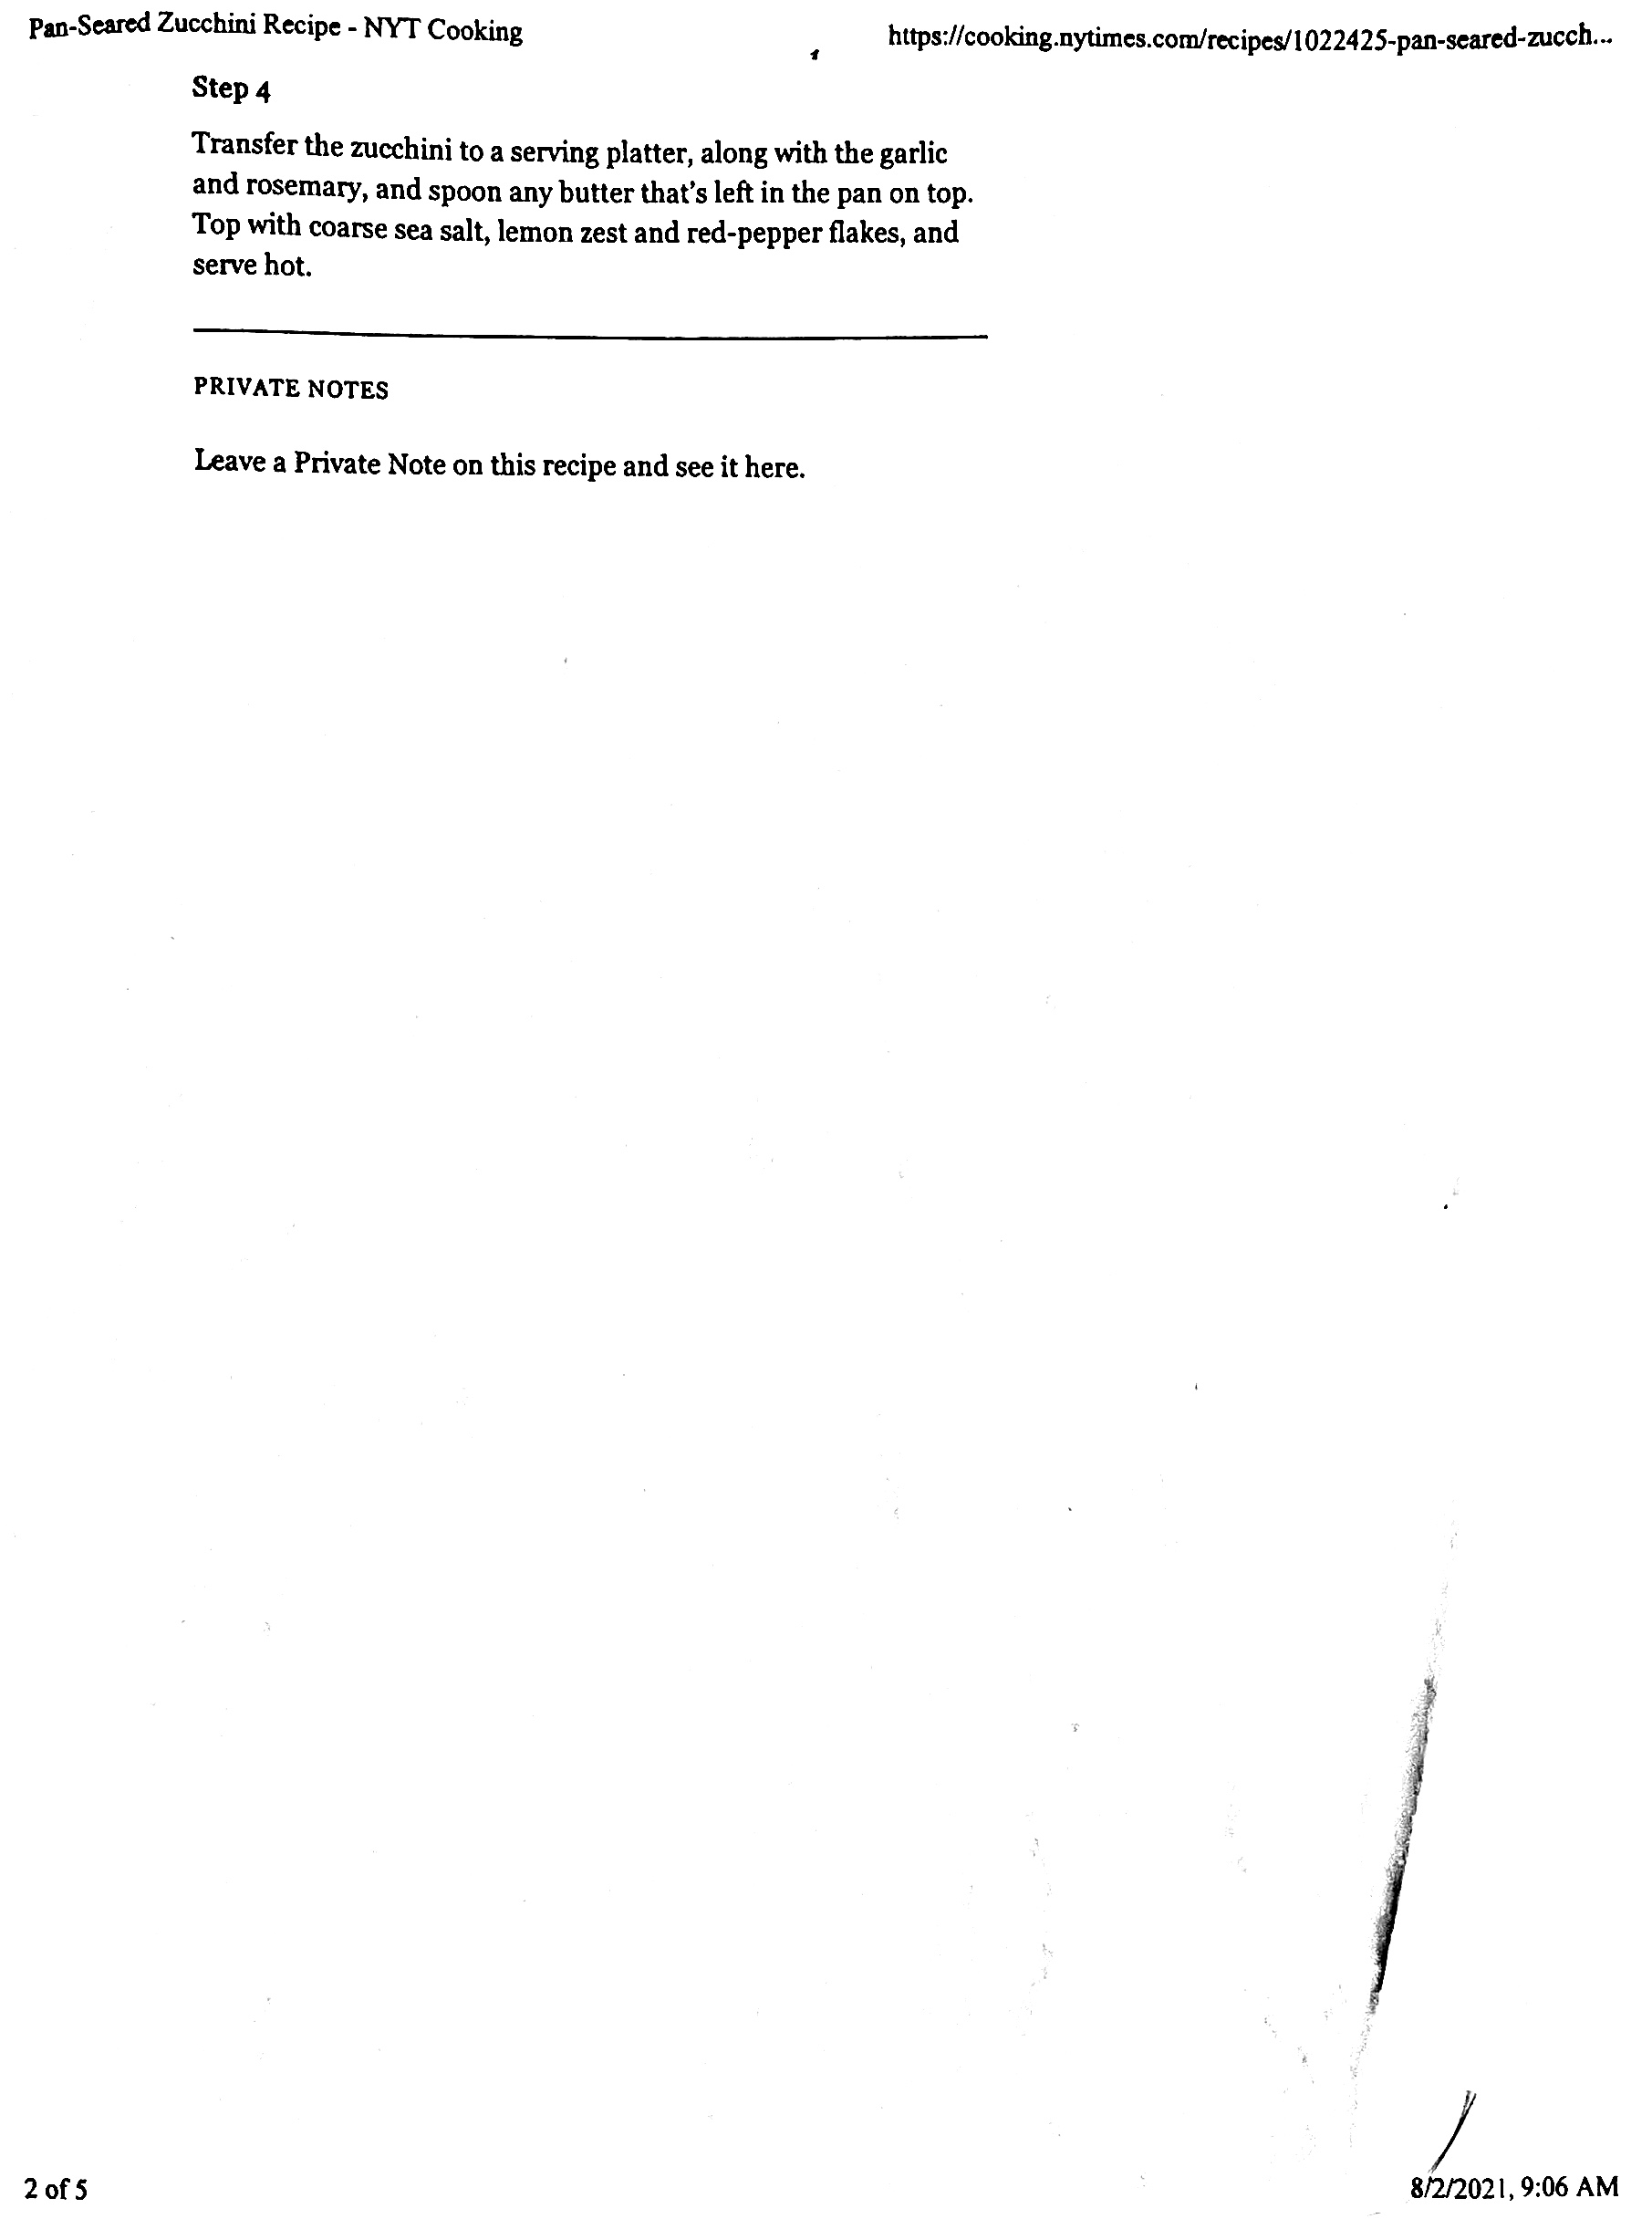 Pan-Seared Zucchini Recipe - NYT Cooking
https://cooking.nytimes.com/recipes/1022425-pan-seared-zucch...
Step 4
Transfer the zucchini to a serving platter, along with the garlic
and rosemary, and spoon any butter that's left in the pan on top.
Top with coarse sea salt, lemon zest and red-pepper flakes, and
serve hot.
PRIVATE NOTES
Leave a Private Note on this recipe and see it here.
2 of 5
8/2/2021, 9:06 AM